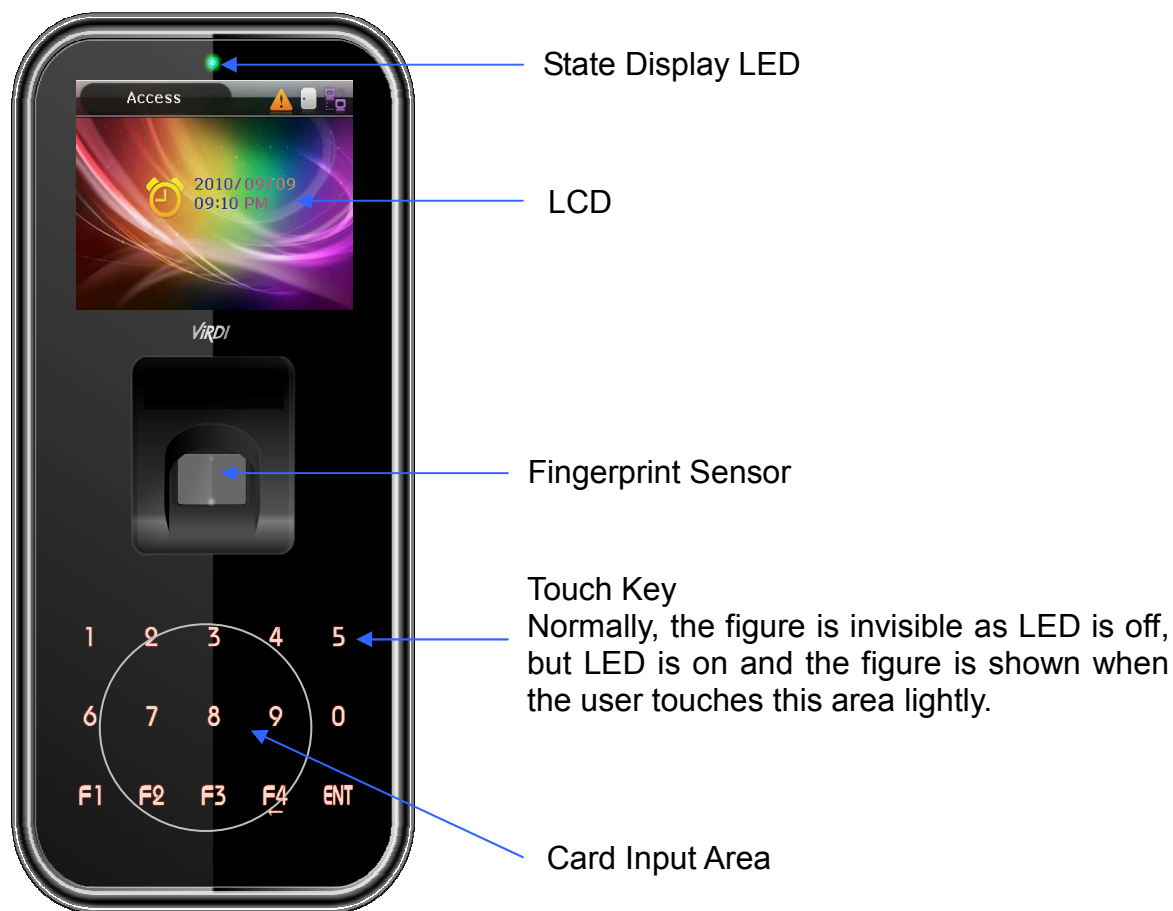 State Display LED
Access
2010/09/09
09:10 PM
LCD
ViRDI
Fingerprint Sensor
Touch Key
Normally, the figure is invisible as LED is off,
but LED is on and the figure is shown when
the user touches this area lightly.
1 2 3 4 5
6 7 8 9 0
F1 F2 F3 F4 ENT
←
Card Input Area